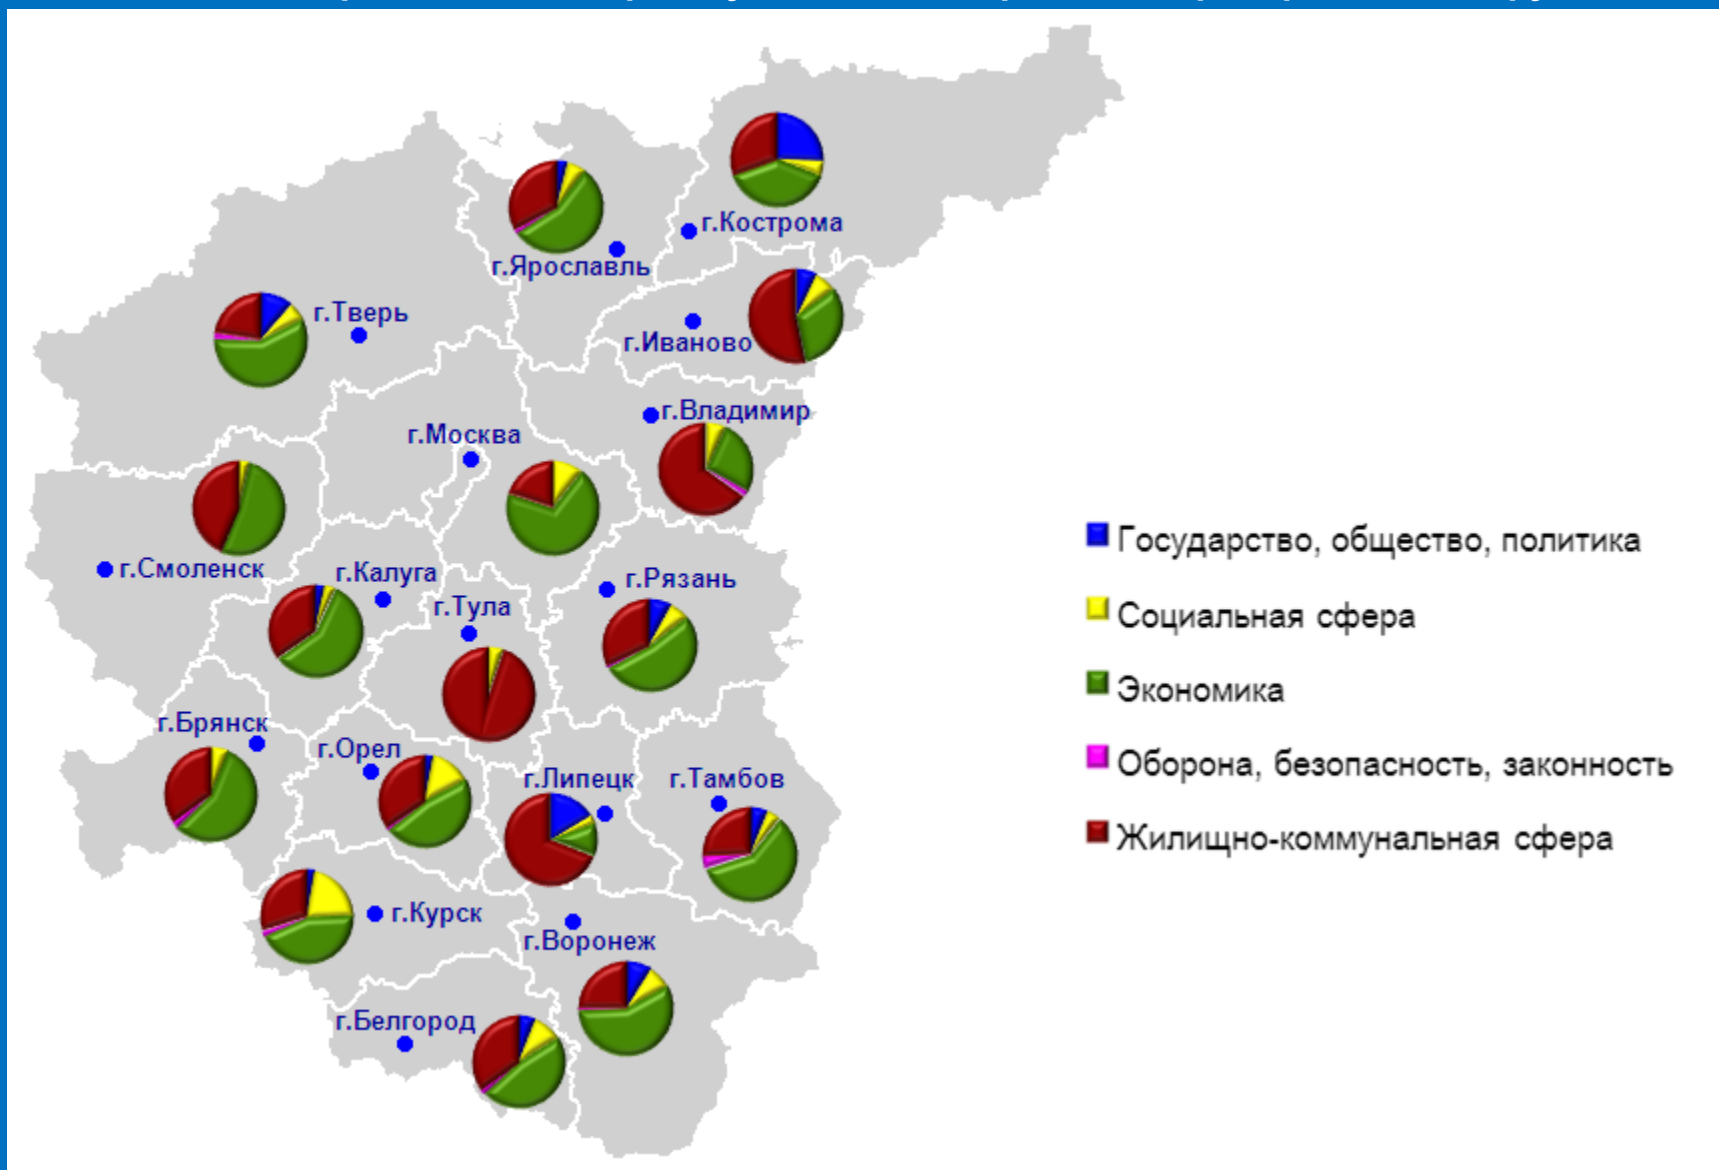 г.Кострома
г.Ярославль
г.Тверь
г.Иваново
г.Владимир
г.Москва
г.Смоленск
г.Калуга
г.Рязань
г.Тула
г.Брянск
г.Орел
г.Липецк
г.Тамбов
г.Курск
г.Воронеж
г.Белгород
Государство, общество, политика
Социальная сфера
Экономика
Оборона, безопасность, законность
Жилищно-коммунальная сфера